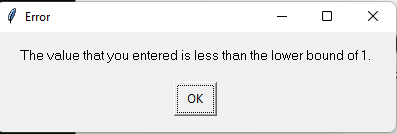 Error
The value that you entered is less than the lower bound of 1.
OK